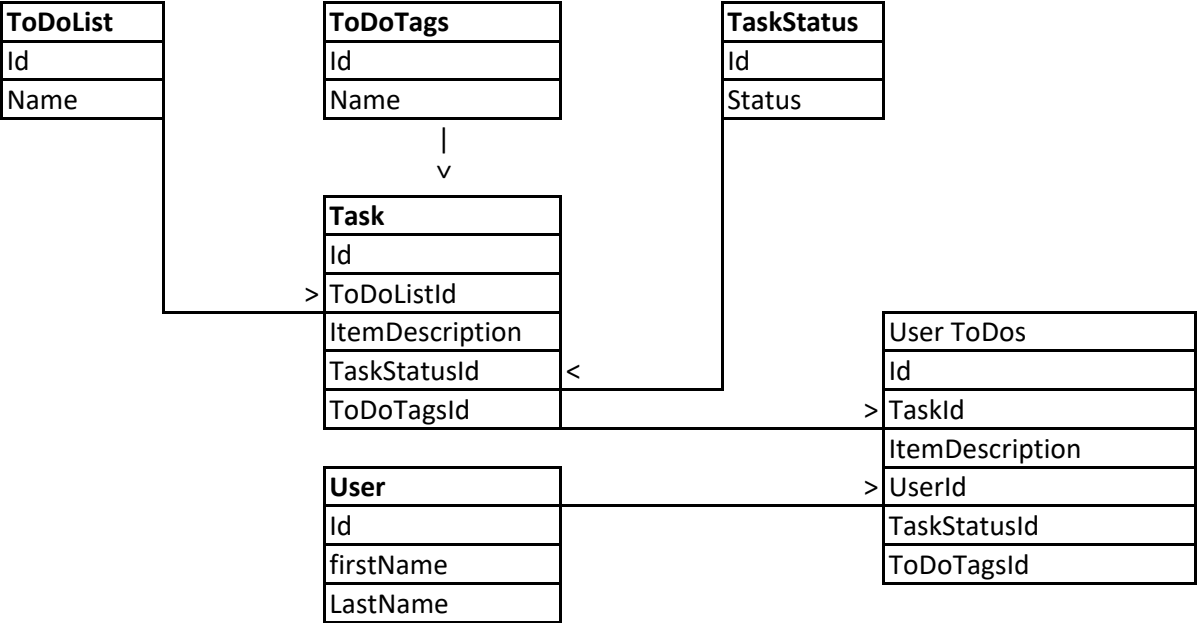 ToDoList
Id
Name
ToDoTags
Id
Name
TaskStatus
Id
Status
Task
Id
ToDoListId
ItemDescription
TaskStatusId
ToDoTagsId
User ToDos
Id
TaskId
ItemDescription
UserId
TaskStatusId
ToDoTagsId
User
Id
firstName
LastName